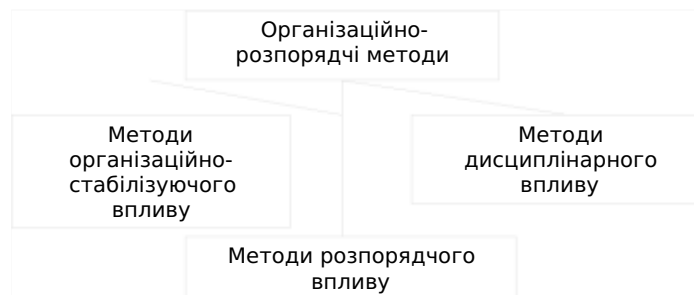 Організаційно-
розпорядчі методи
Методи
організаційно-
стабілізуючого
впливу
Методи
дисциплінарного
впливу
Методи розпорядчого
впливу